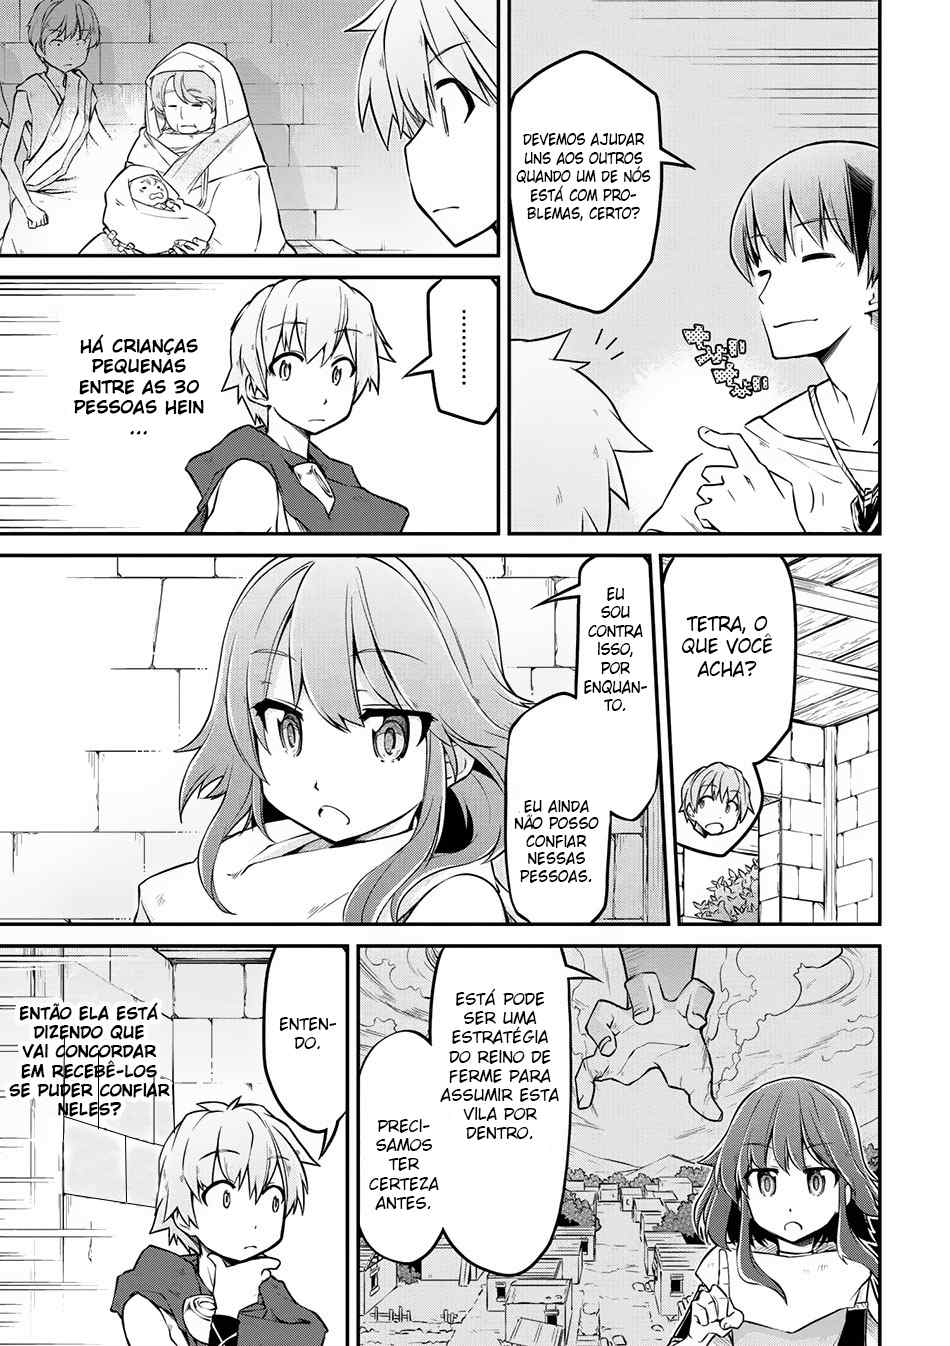 DEVEMOS AJUDAR
UNS AOS OUTROS
QUANDO UM DE NÓS
ESTÁ COM PRO-
BLEMAS, CERTO?
..........
HÁ CRIANÇAS
PEQUENAS
ENTRE AS 30
PESSOAS HEIN
...
TETRA, O
QUE VOCÊ
ACHA?
EU
SOU
CONTRA
ISSO,
POR
ENQUAN-
TO.
EU AINDA
NÃO POSSO
CONFIAR
NESSAS
PESSOAS.
ESTÁ PODE
SER UMA
ESTRATÉGIA
DO REINO DE
FERME PARA
ASSUMIR ESTA
VILA POR
DENTRO.
PRECI-
SAMOS
TER
CERTEZA
ANTES.
ENTEN-
DO.
ENTÃO ELA ESTÁ
DIZENDO QUE
VAI CONCORDAR
EM RECEBÊ-LOS
SE PUDER CONFIAR
NELES?